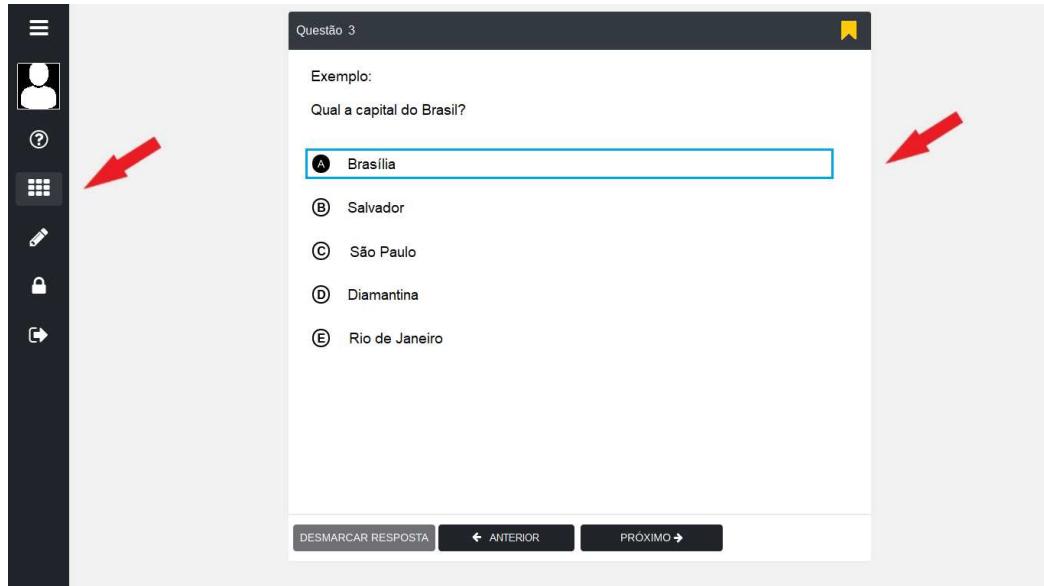 Questão 3
Exemplo:
Qual a capital do Brasil?
A Brasília
B Salvador
C São Paulo
D Diamantina
E Rio de Janeiro
DESMARCAR RESPOSTA ANTERIOR PRÓXIMO